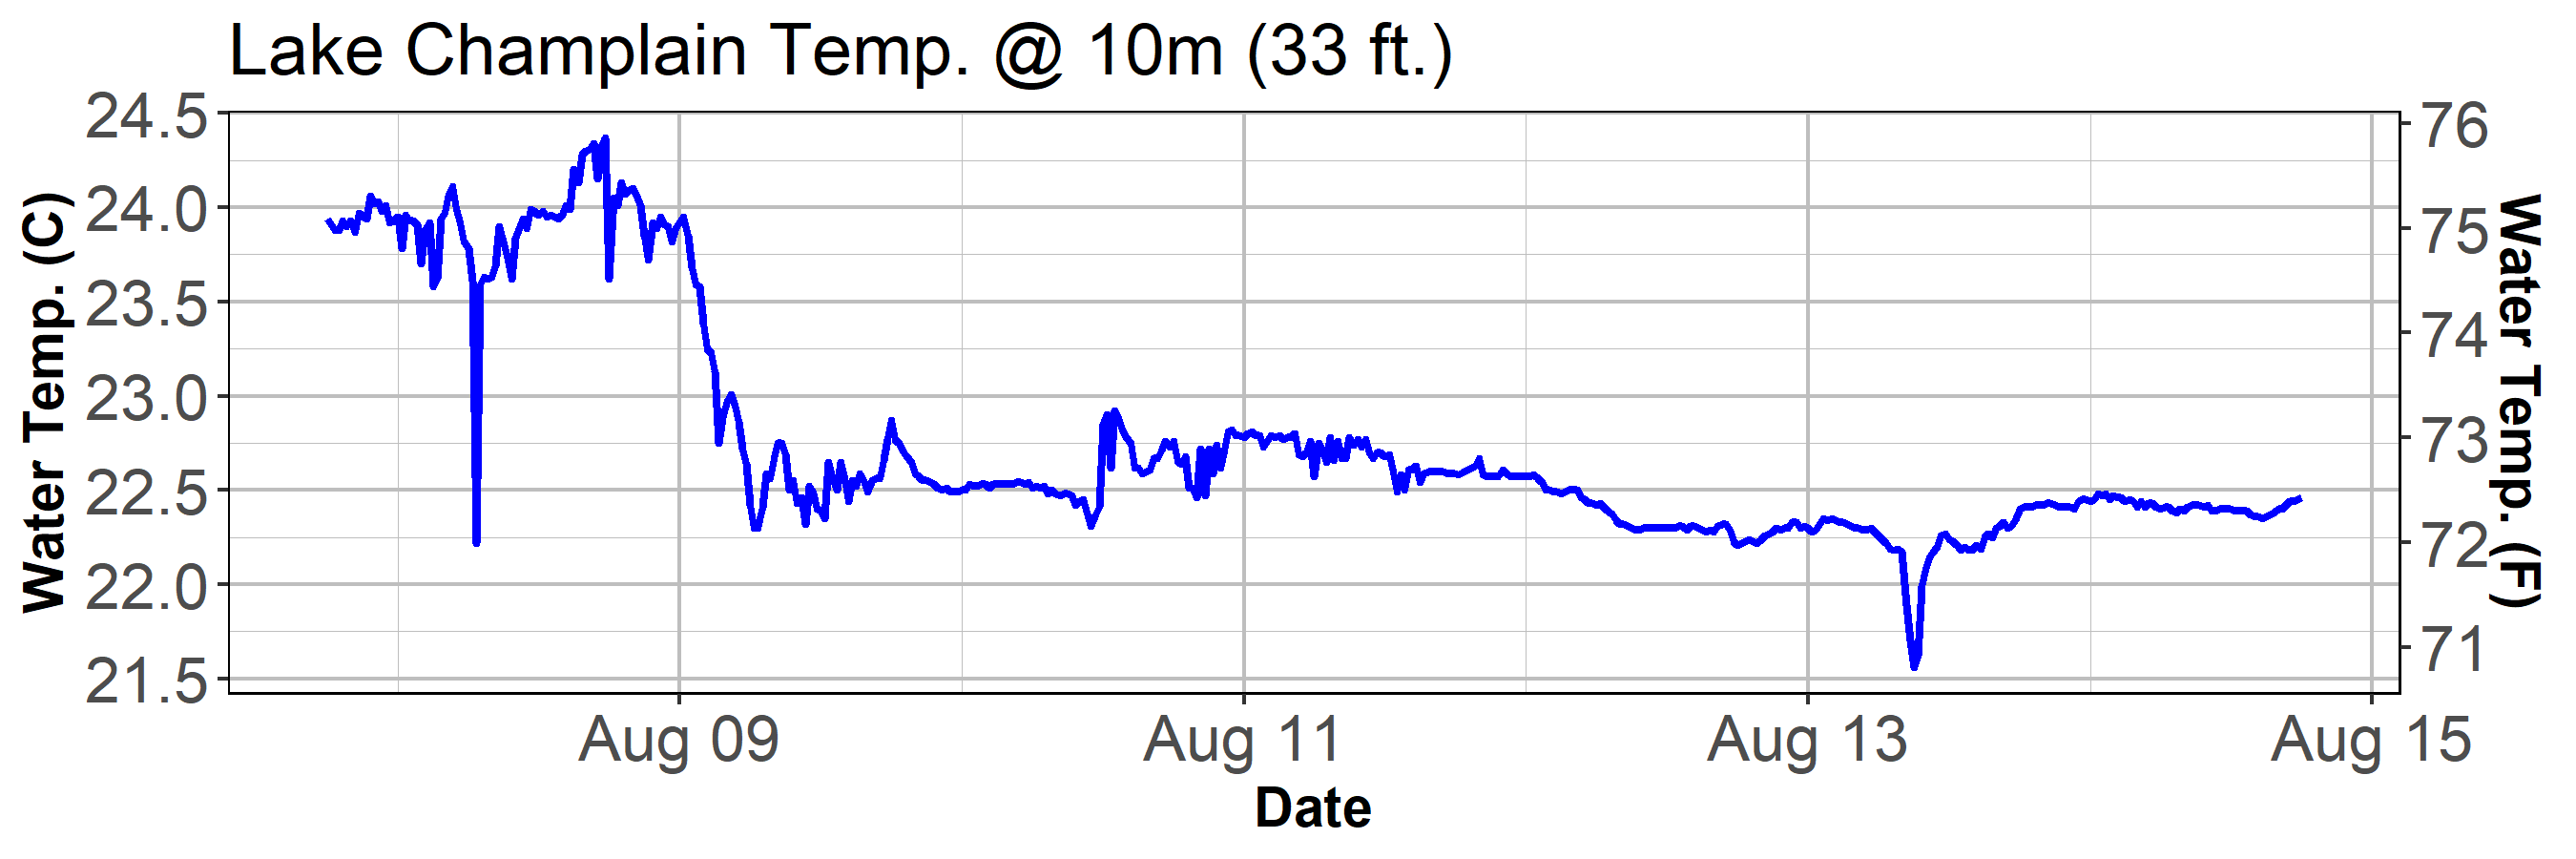 Lake Champlain Temp. @ 10m (33 ft.)
24.5
24.0
23.5
23.0
22.5
22.0
21.5
Water Temp. (C)
76
75
74
73
72
71
Water Temp. (F)
Aug 09
Aug 11
Aug 13
Aug 15
Date